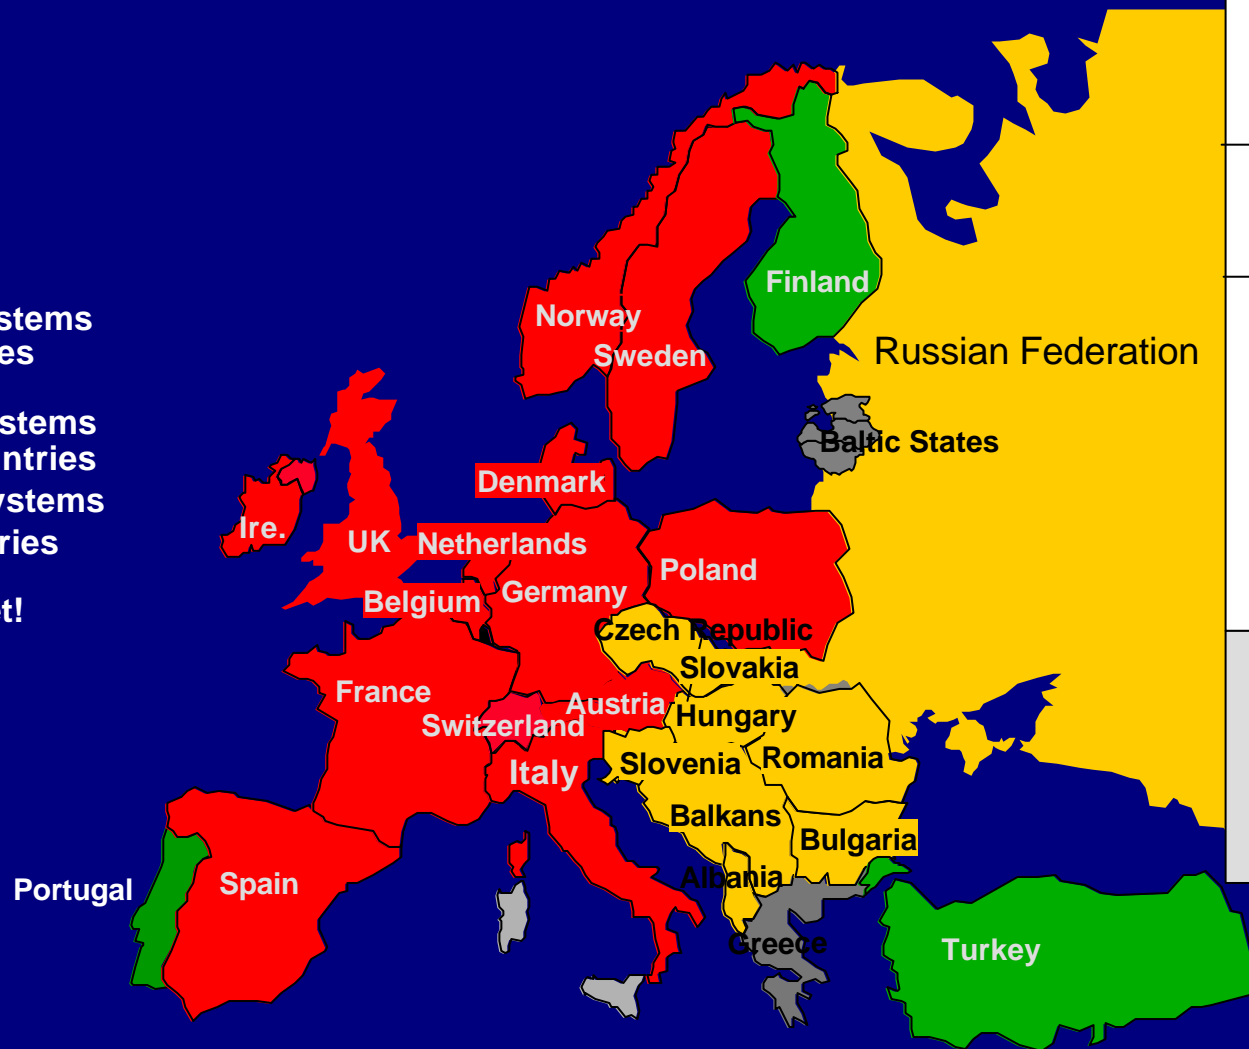 Finland
Norway
stems
Russian Federation
Sweden
es
stems
Baltic States
ntries
Denmark
ystems
Ire.
UK
Netherlands
ries
Poland
Germany
Belgium
t!
Czech Republic
Slovakia
France
Austria
Hungary
Switzerland
Romania
Slovenia
Italy
Balkans
Bulgaria
Albania
Spain
Portugal
Greece
Turkey